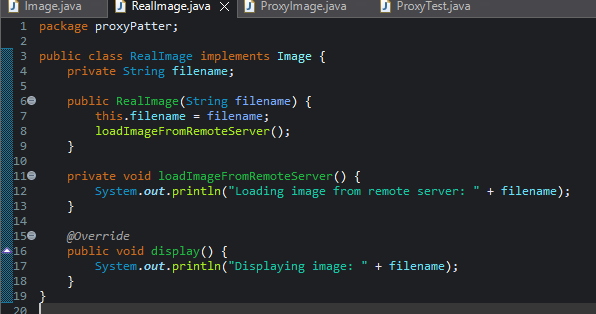 Image.java RealImage.java ProxyImage.java ProxyTest.java
1 package proxyPatter;
2
3 public class RealImage implements Image {
4     private String filename;
5
6     public RealImage(String filename) {
7         this.filename = filename;
8         loadImageFromRemoteServer();
9     }
10
11     private void loadImageFromRemoteServer() {
12         System.out.println("Loading image from remote server: " + filename);
13     }
14
15     @Override
16     public void display() {
17         System.out.println("Displaying image: " + filename);
18     }
19 }
20